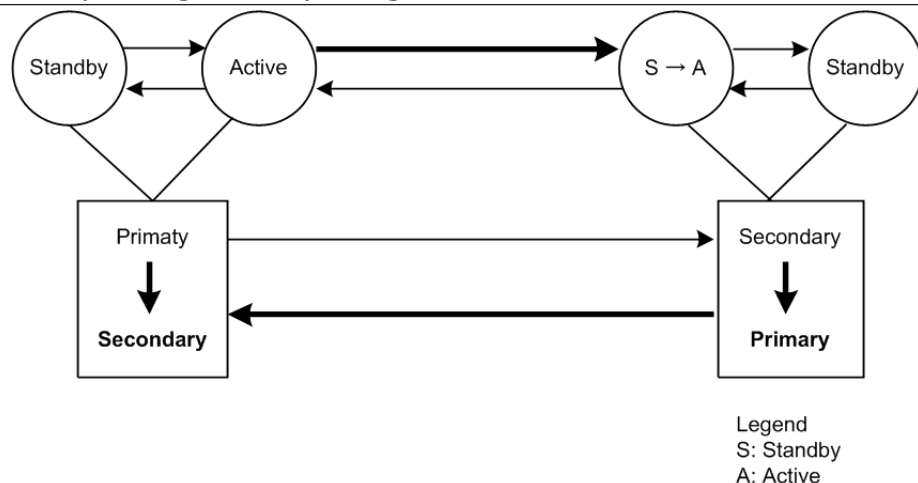 Standby
Active
S → A
Standby
Primaty
Secondary
Secondary
Primary
Legend
S: Standby
A: Active